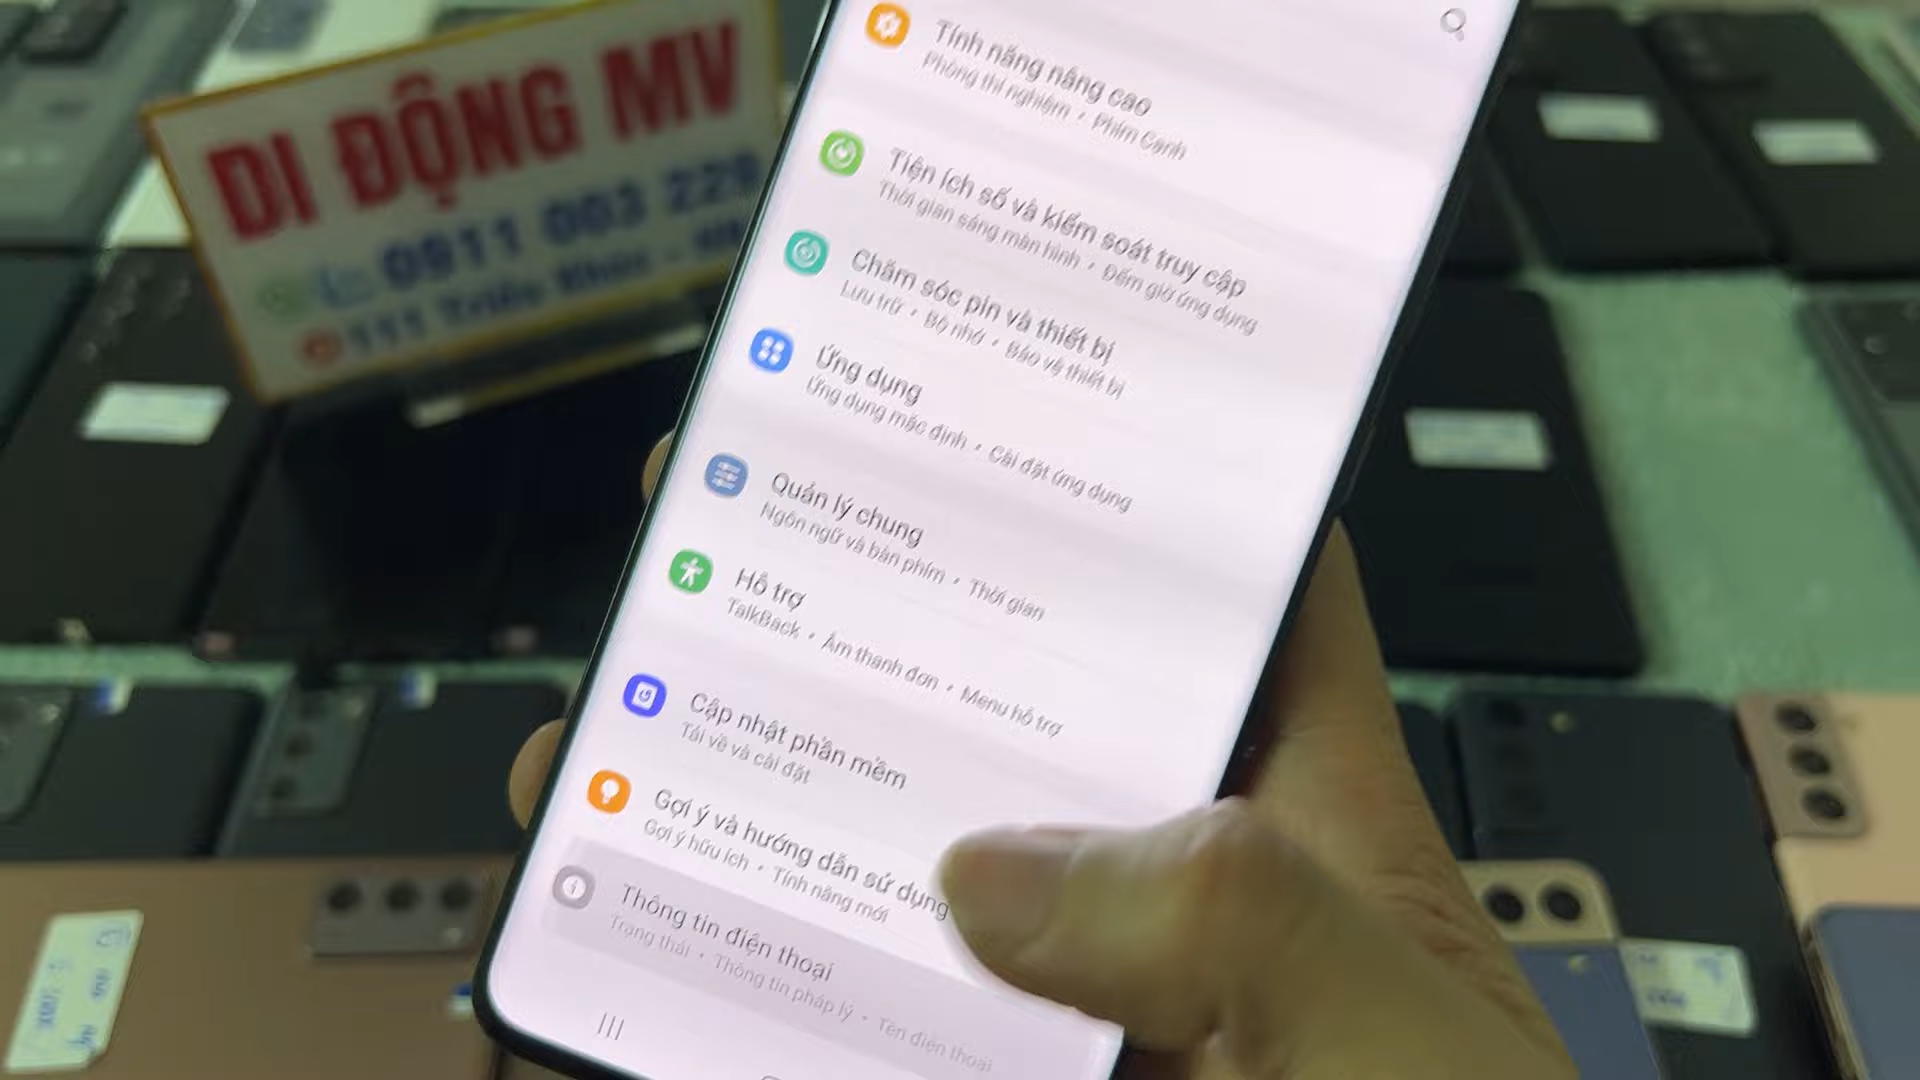 DI ĐỘNG MV
0911 003 228
111 Triều Khúc - HN
Tính năng nâng cao
Phòng thí nghiệm • Phím Cạnh
Tiện ích số và kiểm soát truy cập
Thời gian sáng màn hình • Đếm giờ ứng dụng
Chăm sóc pin và thiết bị
Lưu trữ • Bộ nhớ • Bảo vệ thiết bị
Ứng dụng
Ứng dụng mặc định • Cài đặt ứng dụng
Quản lý chung
Ngôn ngữ và bàn phím • Thời gian
Hỗ trợ
TalkBack • Âm thanh đơn • Menu hỗ trợ
Cập nhật phần mềm
Tải về và cài đặt
Gợi ý và hướng dẫn sử dụng
Gợi ý hữu ích • Tính năng mới
Thông tin điện thoại
Trạng thái • Thông tin pháp lý • Tên điện thoại